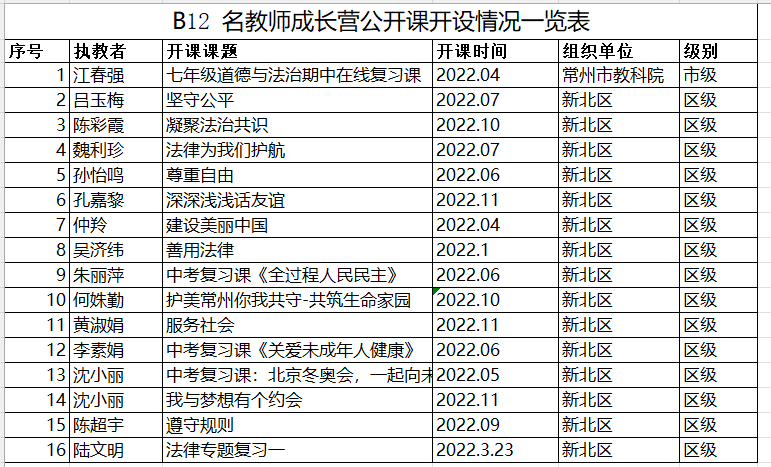 B12 名教师成长营公开课开设情况一览表
序号 执教者 开课课题 开课时间 组织单位 级别
1 江春强 七年级道德与法治期中在线复习课 2022.04 常州市教科院 市级
2 吕玉梅 坚守公平 2022.07 新北区 区级
3 陈彩霞 凝聚法治共识 2022.10 新北区 区级
4 魏利珍 法律为我们护航 2022.07 新北区 区级
5 孙怡鸣 尊重自由 2022.06 新北区 区级
6 孔嘉黎 深深浅浅话友谊 2022.11 新北区 区级
7 仲羚 建设美丽中国 2022.04 新北区 区级
8 吴济纬 善用法律 2022.1 新北区 区级
9 朱丽萍 中考复习课《全过程人民民主》 2022.06 新北区 区级
10 何姝勤 护美常州你我共守-共筑生命家园 2022.10 新北区 区级
11 黄淑娟 服务社会 2022.11 新北区 区级
12 李素娟 中考复习课《关爱未成年人健康》 2022.06 新北区 区级
13 沈小丽 中考复习课：北京冬奥会，一起向未 2022.05 新北区 区级
14 沈小丽 我与梦想有个约会 2022.11 新北区 区级
15 陈超宇 遵守规则 2022.09 新北区 区级
16 陆文明 法律专题复习一 2022.3.23 新北区 区级